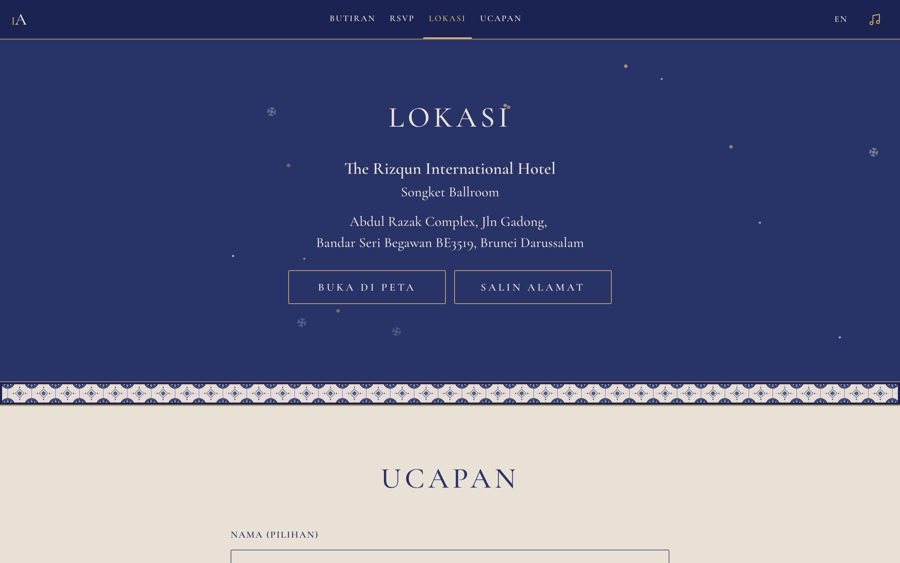 1A
BUTIRAN RSVP LOKASI UCAPAN
EN
LOKASI
The Rizqun International Hotel
Songket Ballroom
Abdul Razak Complex, Jln Gadong,
Bandar Seri Begawan BE3519, Brunei Darussalam
BUKA DI PETA SALIN ALAMAT
UCAPAN
NAMA (PILIHAN)